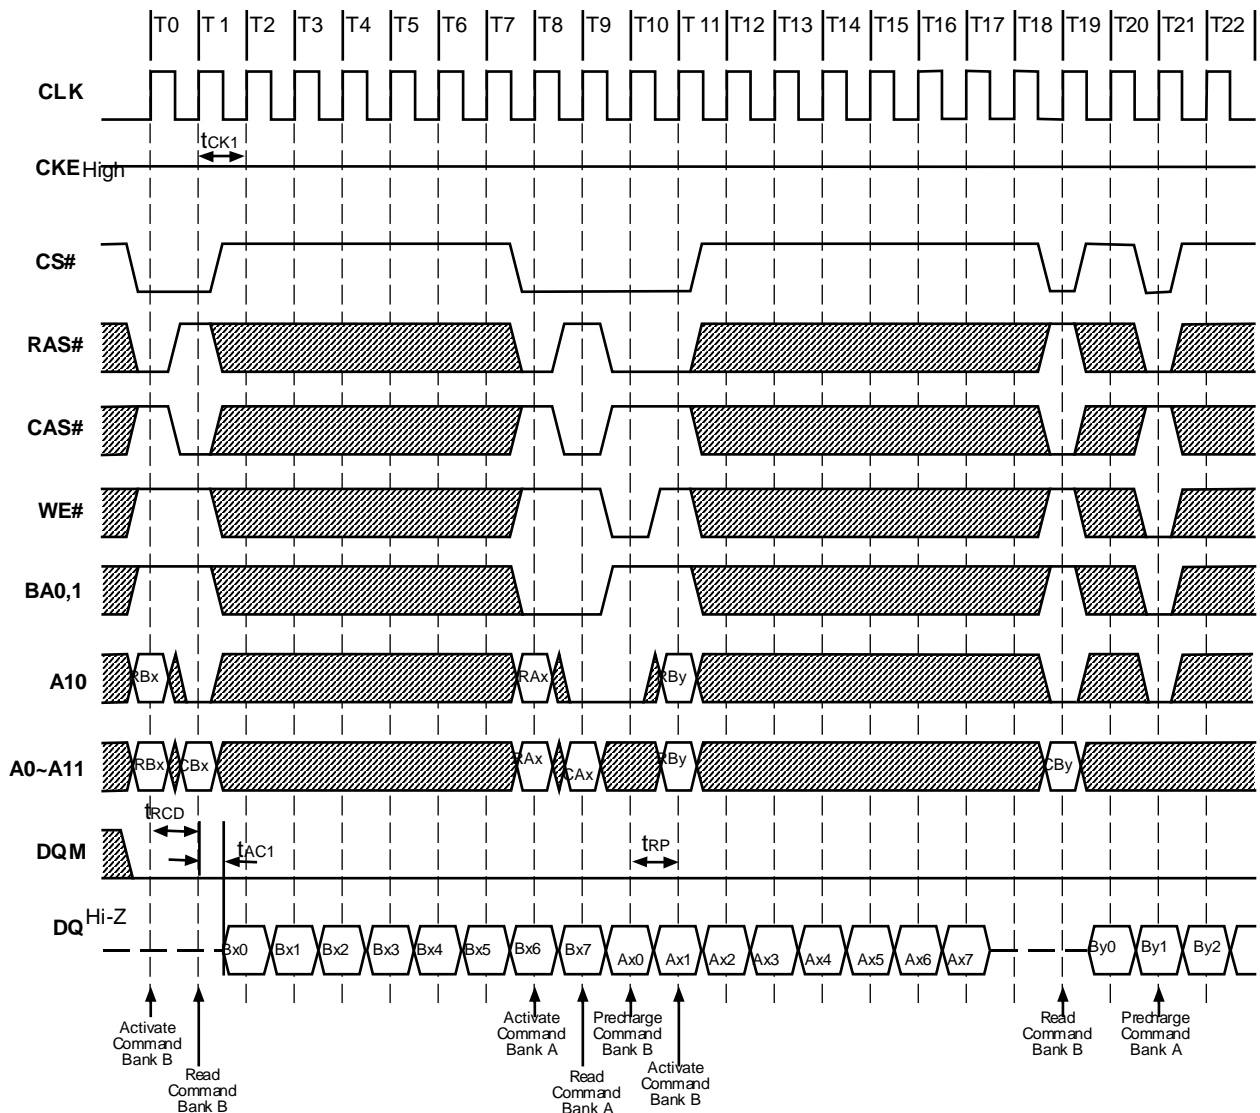 T0 T1 T2 T3 T4 T5 T6 T7 T8 T9 T10 T11 T12 T13 T14 T15 T16 T17 T18 T19 T20 T21 T22
CLK
tCK1
CKE High
CS#
RAS#
CAS#
WE#
BA0,1
A10 RBx RAx RBy
A0~A11 RBx CBx RAx CAx RBy CBy
tRCD
DQM tAC1 tRP
DQ Hi-Z
Bx0 Bx1 Bx2 Bx3 Bx4 Bx5 Bx6 Bx7 Ax0 Ax1 Ax2 Ax3 Ax4 Ax5 Ax6 Ax7 By0 By1 By2
Activate
Command
Bank B
Read
Command
Bank B
Activate
Command
Bank A
Read
Command
Bank A
Precharge
Command
Bank B
Activate
Command
Bank B
Read
Command
Bank B
Precharge
Command
Bank A